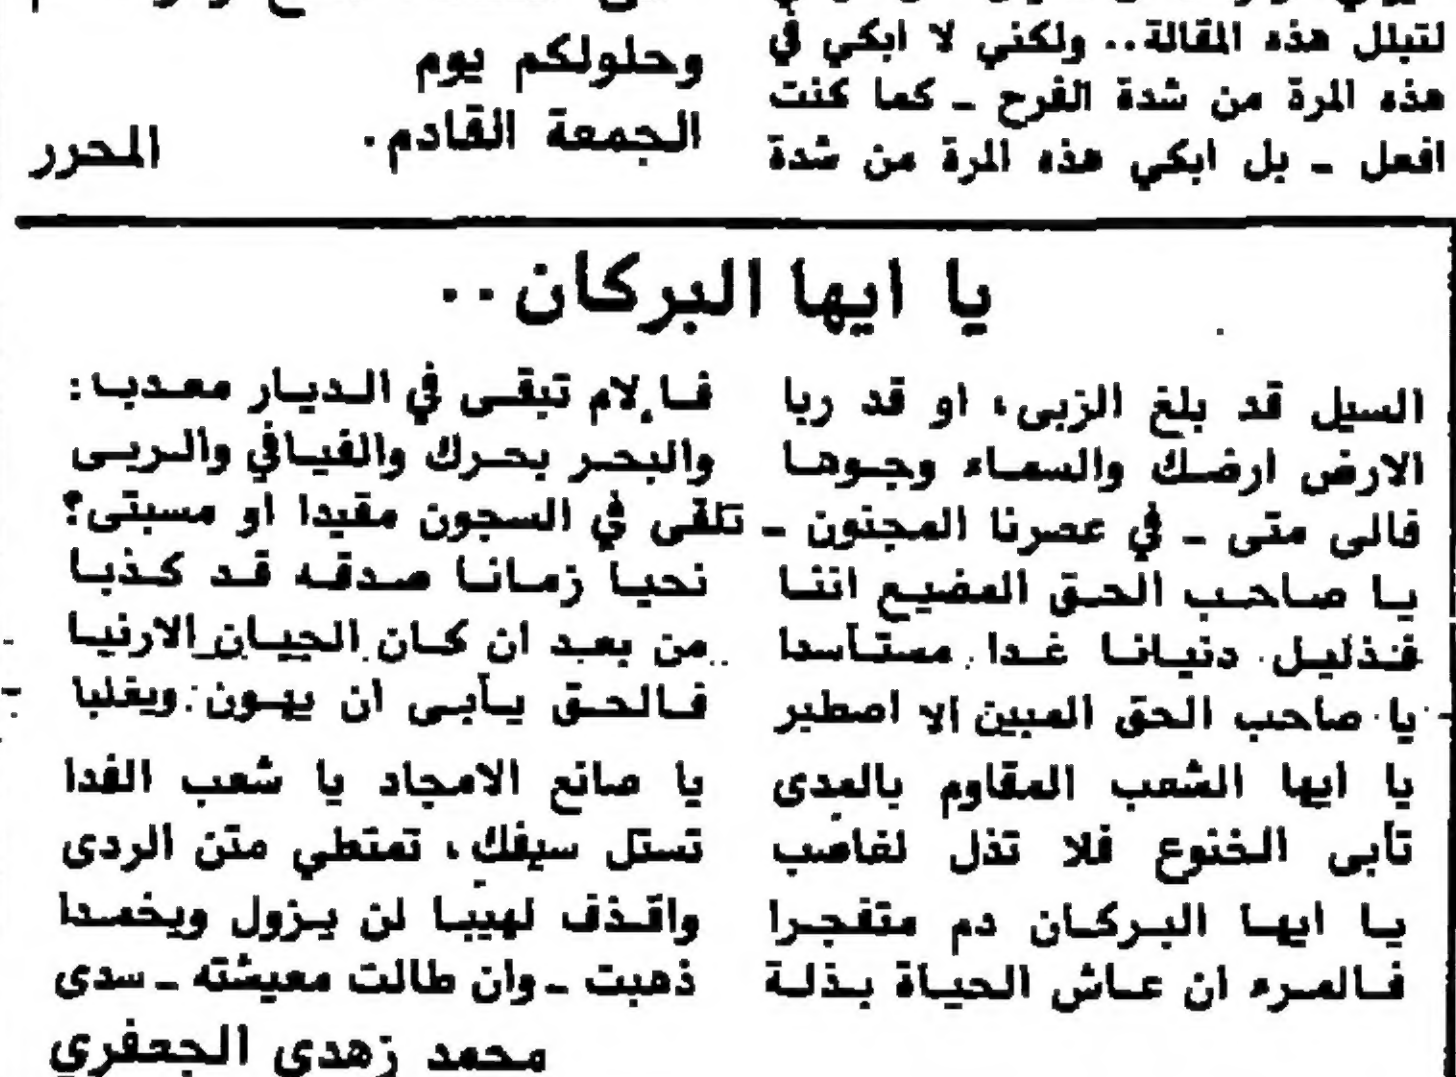 لتبلل هذه المقالة.. ولكني لا ابكي في
هذه المرة من شدة الفرح ـ كما كنت
افعل ـ بل ابكي هذه المرة من شدة
وحلولكم يوم
الجمعة القادم.
المحرر
يا ايها البركان..
السيل قد بلغ الزبى، او قد ربا فالام تبقى في الديار معذبا:
الارض ارضك والسماء وجوها والبحر بحرك والفيافي والربى
فالى متى ـ في عصرنا المجنون ـ تلقى في السجون مقيدا او مستبى؟
يا صاحب الحق المضيع اننا نحيا زمانا صدقه قد كذبا
فذليل دنيانا غدا مستأسدا من بعد ان كان الجبان الارنبا
يا صاحب الحق المبين الا اصطبر فالحق يأبى ان يهون ويغلبا
يا ايها الشعب المقاوم بالمدى يا صانع الامجاد يا شعب الفدا
تأبى الخنوع فلا تذل لغاصب تستل سيفك، تمتطي متن الردى
يا ايها البركان دم متفجرا واقذف لهيبا لن يزول ويخمدا
فالمرء ان عاش الحياة بذلة ذهبت ـ وان طالت معيشته ـ سدى
محمد زهدي الجعفري